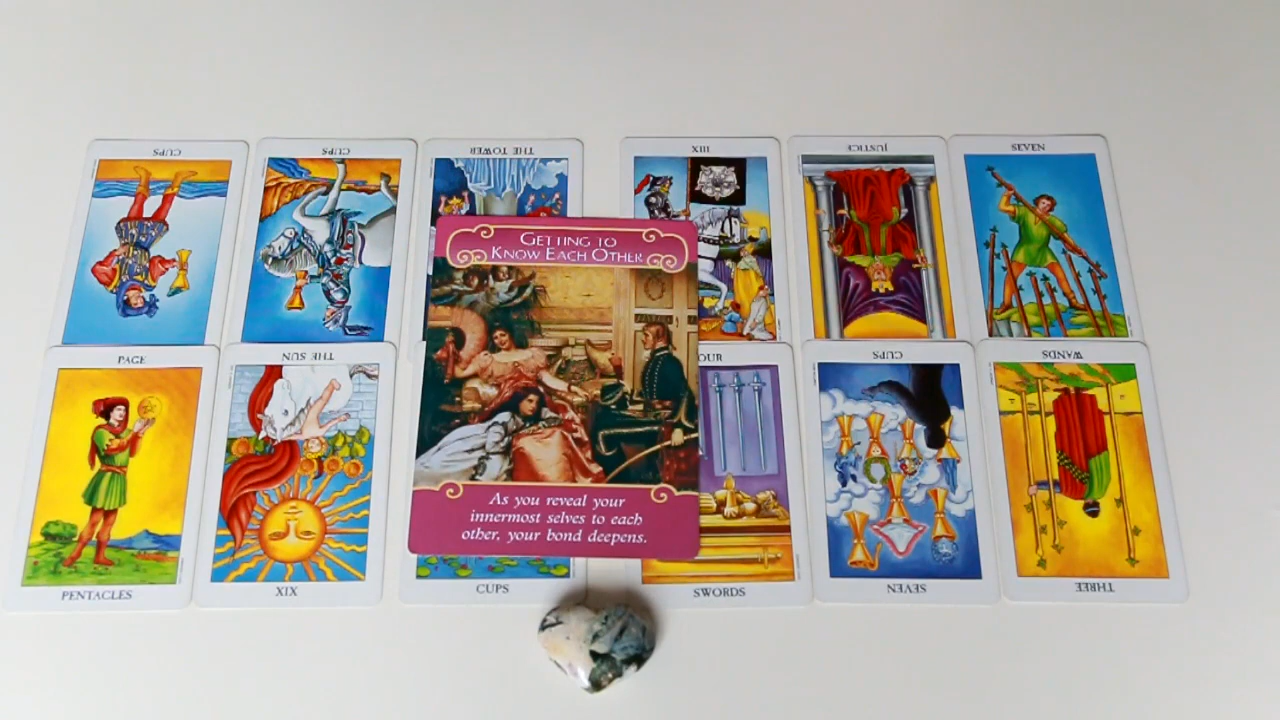 CUPS
CUPS
THE TOWER
XIII
JUSTICE
SEVEN
GETTING TO
KNOW EACH OTHER
As you reveal your
innermost selves to each
other, your bond deepens.
PAGE
THE SUN
OUR
CUPS
WANDS
PENTACLES
XIX
CUPS
SWORDS
SEVEN
THREE